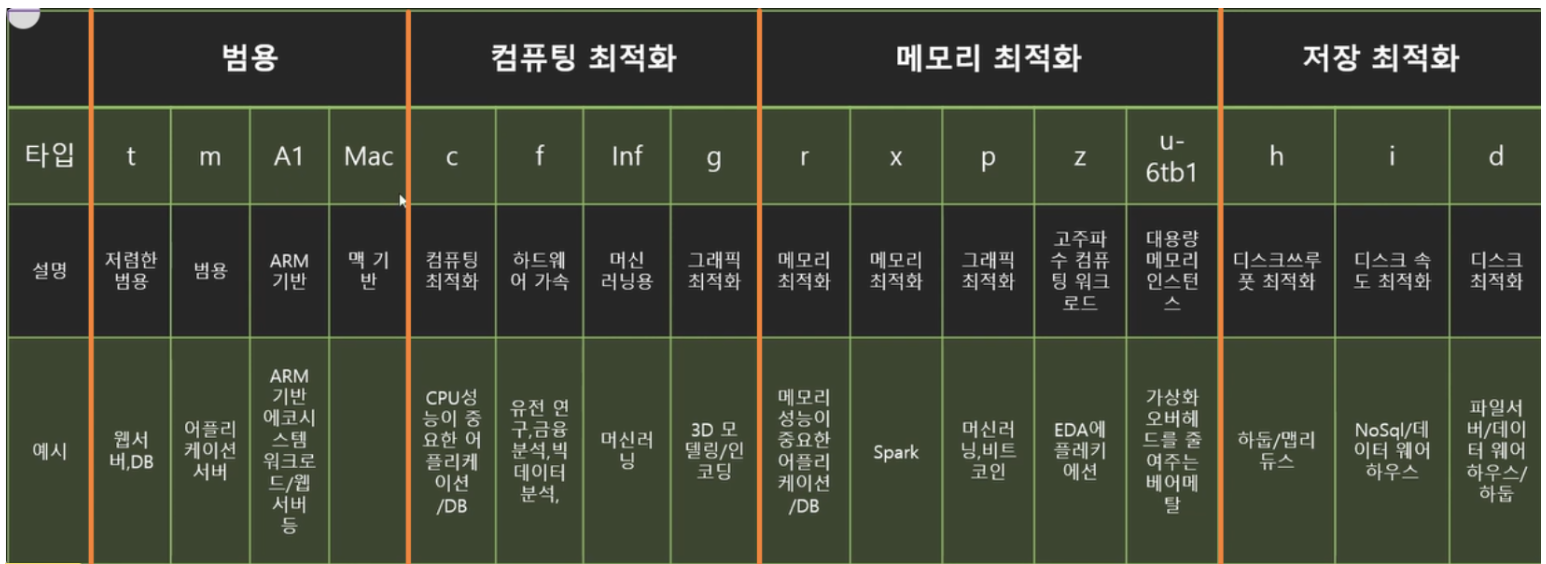 범용 컴퓨팅 최적화 메모리 최적화 저장 최적화
타입 t m A1 Mac c f Inf g r x p z u-
6tb1 h i d
설명
저렴한
범용
범용
ARM
기반
맥 기
반
컴퓨팅
최적화
하드웨
어 가속
머신
러닝용
그래픽
최적화
메모리
최적화
메모리
최적화
그래픽
최적화
고주파
수 컴퓨
팅 워크
로드
대용량
메모리
인스턴
스
디스크쓰루
풋 최적화
디스크 속
도 최적화
디스크
최적화
예시
웹서
버,DB
어플리
케이션
서버
ARM
기반
에코시
스템
워크로
드/웹
서버
등
CPU성
능이 중
요한 어
플리케
이션
/DB
유전 연
구,금융
분석,빅
데이터
분석,
머신러
닝
3D 모
델링/인
코딩
메모리
성능이
중요한
어플리
케이션
/DB
Spark
머신러
닝,비트
코인
EDA에
플레키
에션
가상화
오버헤
드를 줄
여주는
베어메
탈
하둡/맵리
듀스
NoSql/데
이터 웨어
하우스
파일서
버/데이
터 웨어
하우스/
하둡